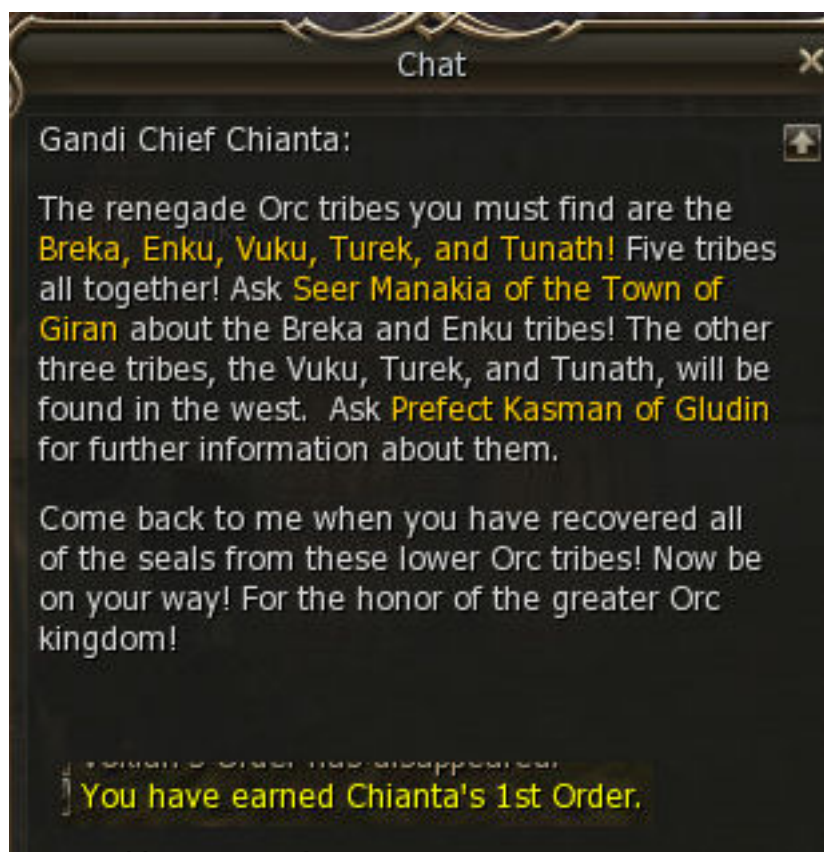 Chat
Gandi Chief Chianta:
The renegade Orc tribes you must find are the
Breka, Enku, Vuku, Turek, and Tunath! Five tribes
all together! Ask Seer Manakia of the Town of
Giran about the Breka and Enku tribes! The other
three tribes, the Vuku, Turek, and Tunath, will be
found in the west.  Ask Prefect Kasman of Gludin
for further information about them.
Come back to me when you have recovered all
of the seals from these lower Orc tribes! Now be
on your way! For the honor of the greater Orc
kingdom!
Order has disappeared.
You have earned Chianta's 1st Order.